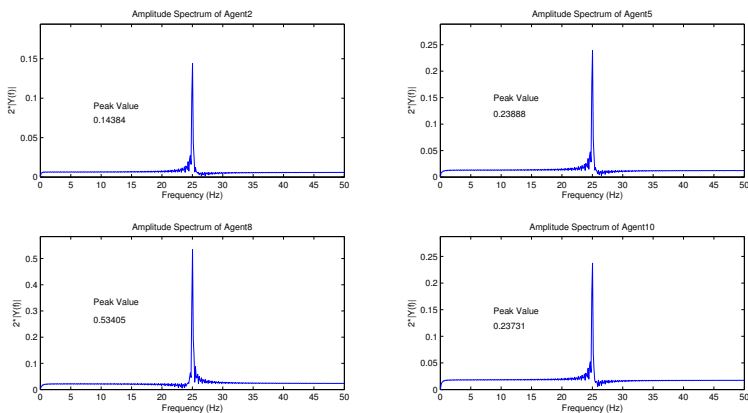 Amplitude Spectrum of Agent2
0.15
0.1
0.05
0
2*|Y(f)|
Peak Value
0.14384
0 5 10 15 20 25 30 35 40 45 50
Frequency (Hz)
Amplitude Spectrum of Agent5
0.25
0.2
0.15
0.1
0.05
0
2*|Y(f)|
Peak Value
0.23888
0 5 10 15 20 25 30 35 40 45 50
Frequency (Hz)
Amplitude Spectrum of Agent8
0.5
0.4
0.3
0.2
0.1
0
2*|Y(f)|
Peak Value
0.53405
0 5 10 15 20 25 30 35 40 45 50
Frequency (Hz)
Amplitude Spectrum of Agent10
0.25
0.2
0.15
0.1
0.05
0
2*|Y(f)|
Peak Value
0.23731
0 5 10 15 20 25 30 35 40 45 50
Frequency (Hz)